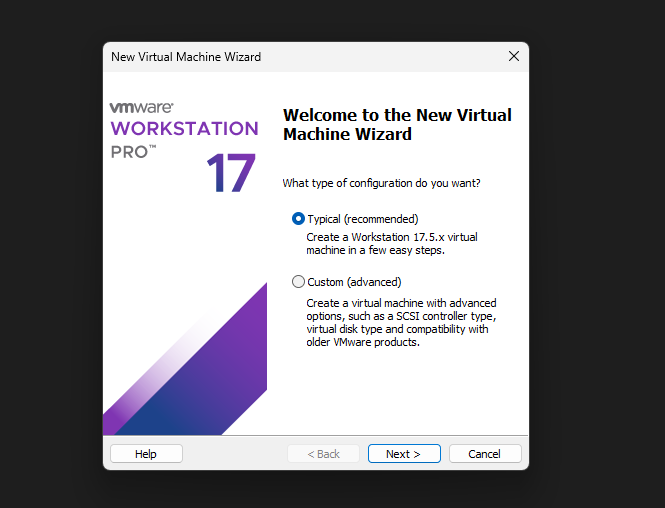 New Virtual Machine Wizard
vmware®
WORKSTATION
PRO™
17
Welcome to the New Virtual
Machine Wizard
What type of configuration do you want?
Typical (recommended)
Create a Workstation 17.5.x virtual
machine in a few easy steps.
Custom (advanced)
Create a virtual machine with advanced
options, such as a SCSI controller type,
virtual disk type and compatibility with
older VMware products.
Help
< Back
Next >
Cancel